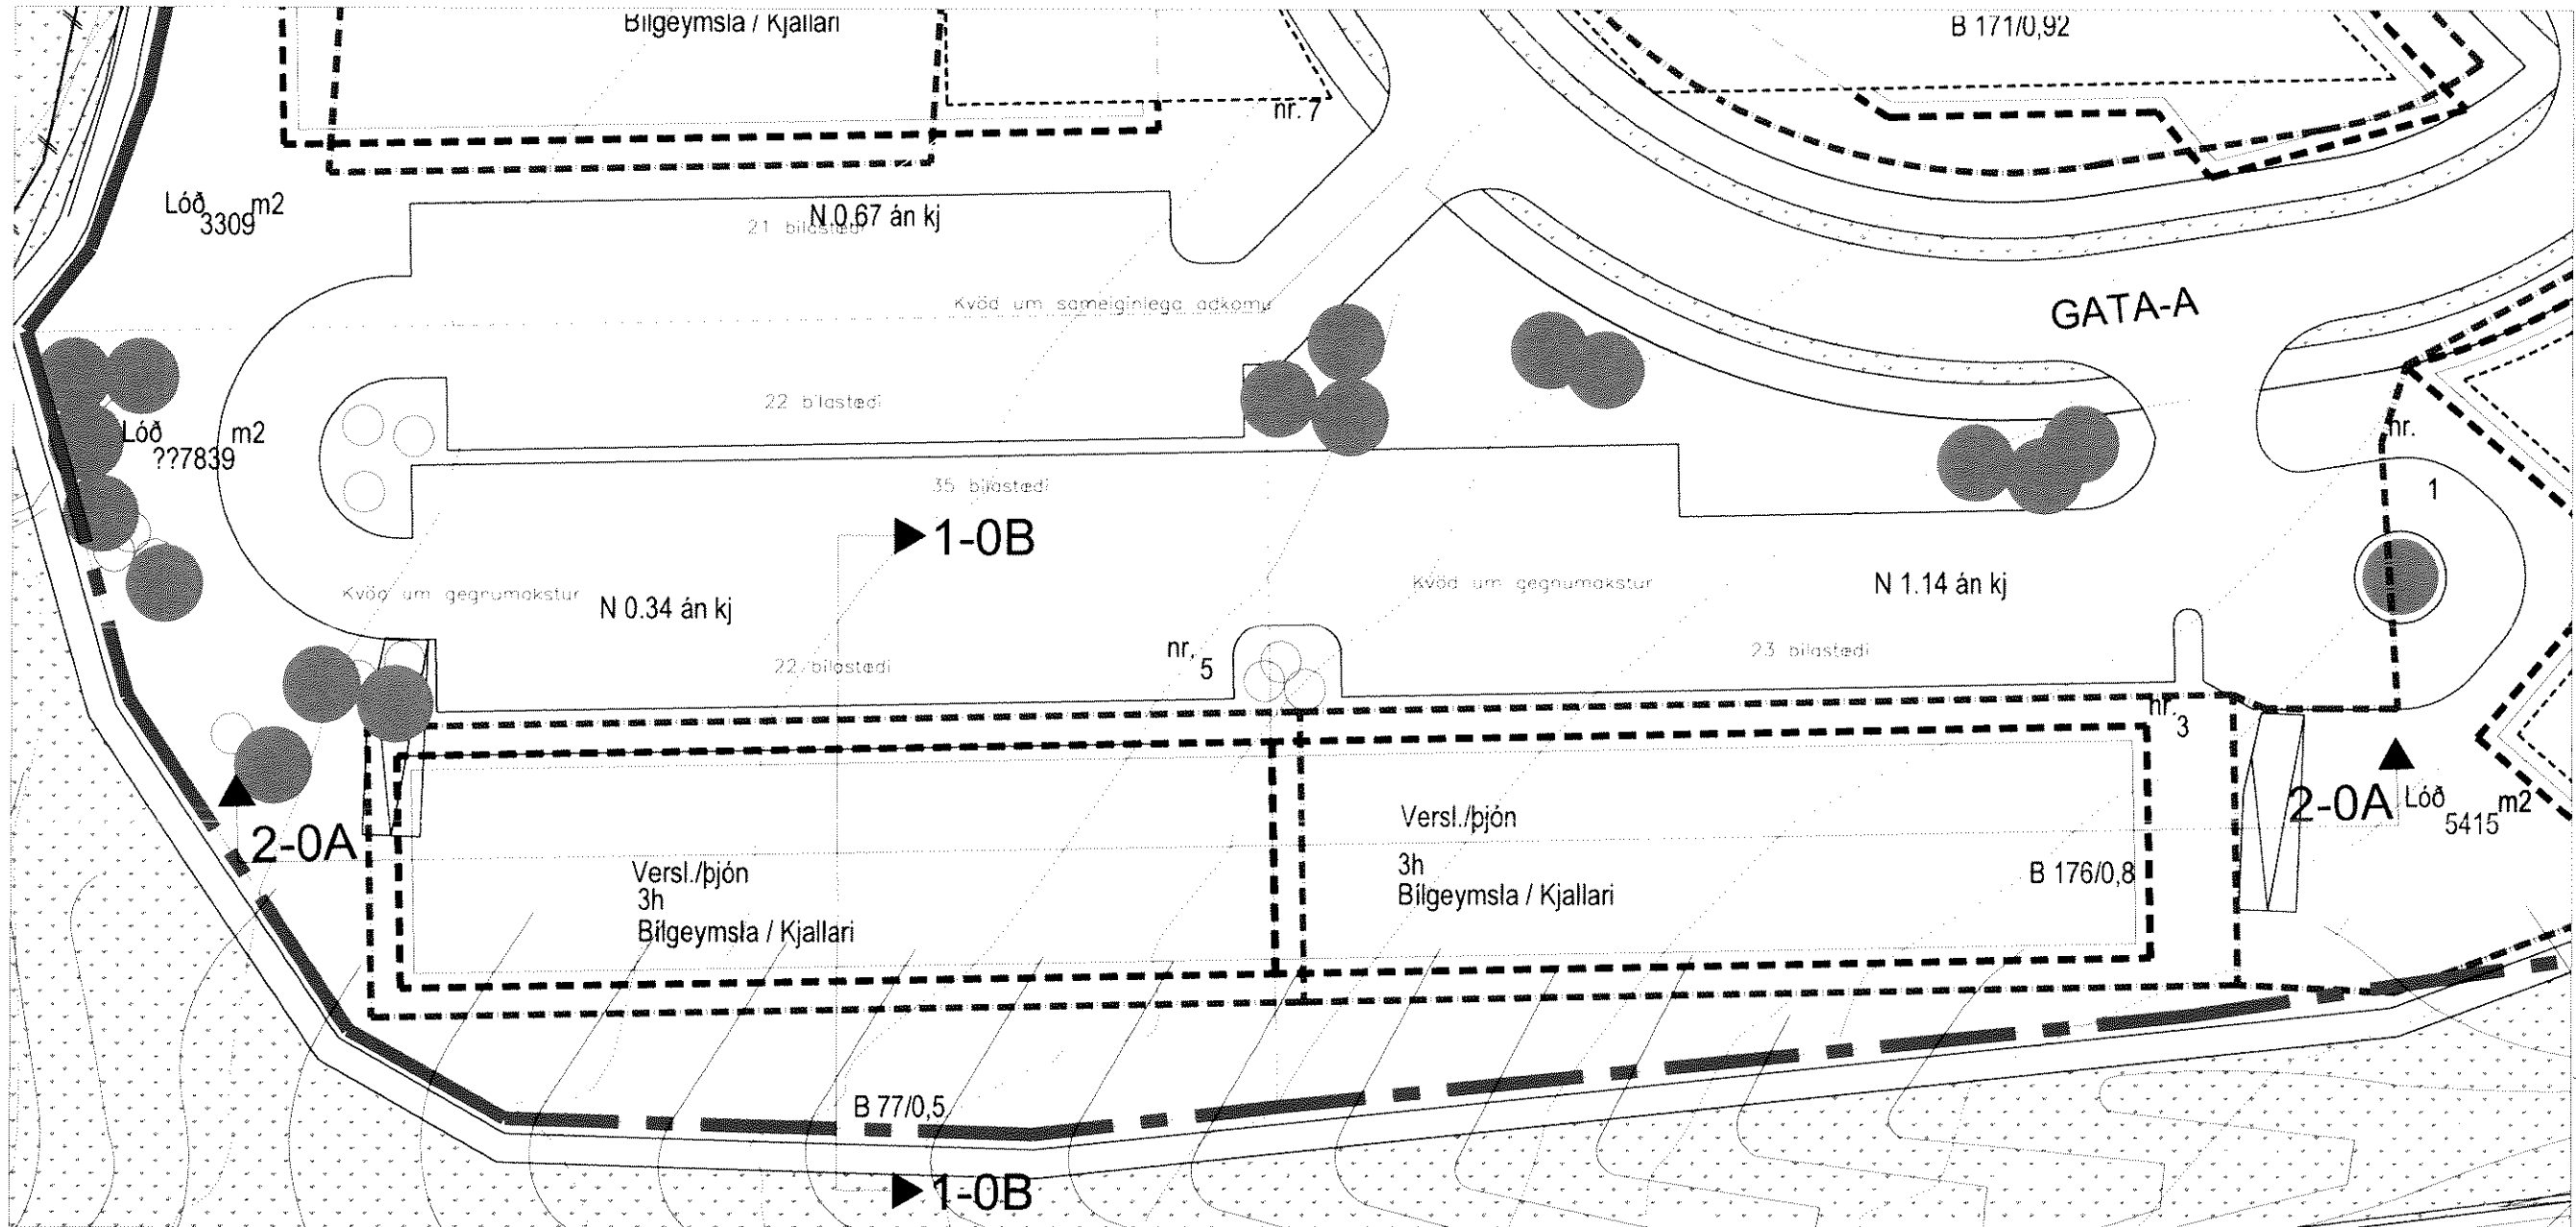 Bílgeymsla / Kjallari
B 171/0,92
nr. 7
Lóð 3309 m2
N 0.67 án kj
21 bílastæði
Kvöð um sameiginlega aðkomu
GATA-A
22 bílastæði
Lóð ??7839 m2
nr. 1
35 bílastæði
1-0B
Kvöð um gegnumakstur
N 0.34 án kj
Kvöð um gegnumakstur
N 1.14 án kj
22 bílastæði
nr. 5
23 bílastæði
nr. 3
2-0A
2-0A
Lóð 5415 m2
Versl./þjón
3h
Bílgeymsla / Kjallari
Versl./þjón
3h
Bílgeymsla / Kjallari
B 176/0,8
B 77/0,5
1-0B